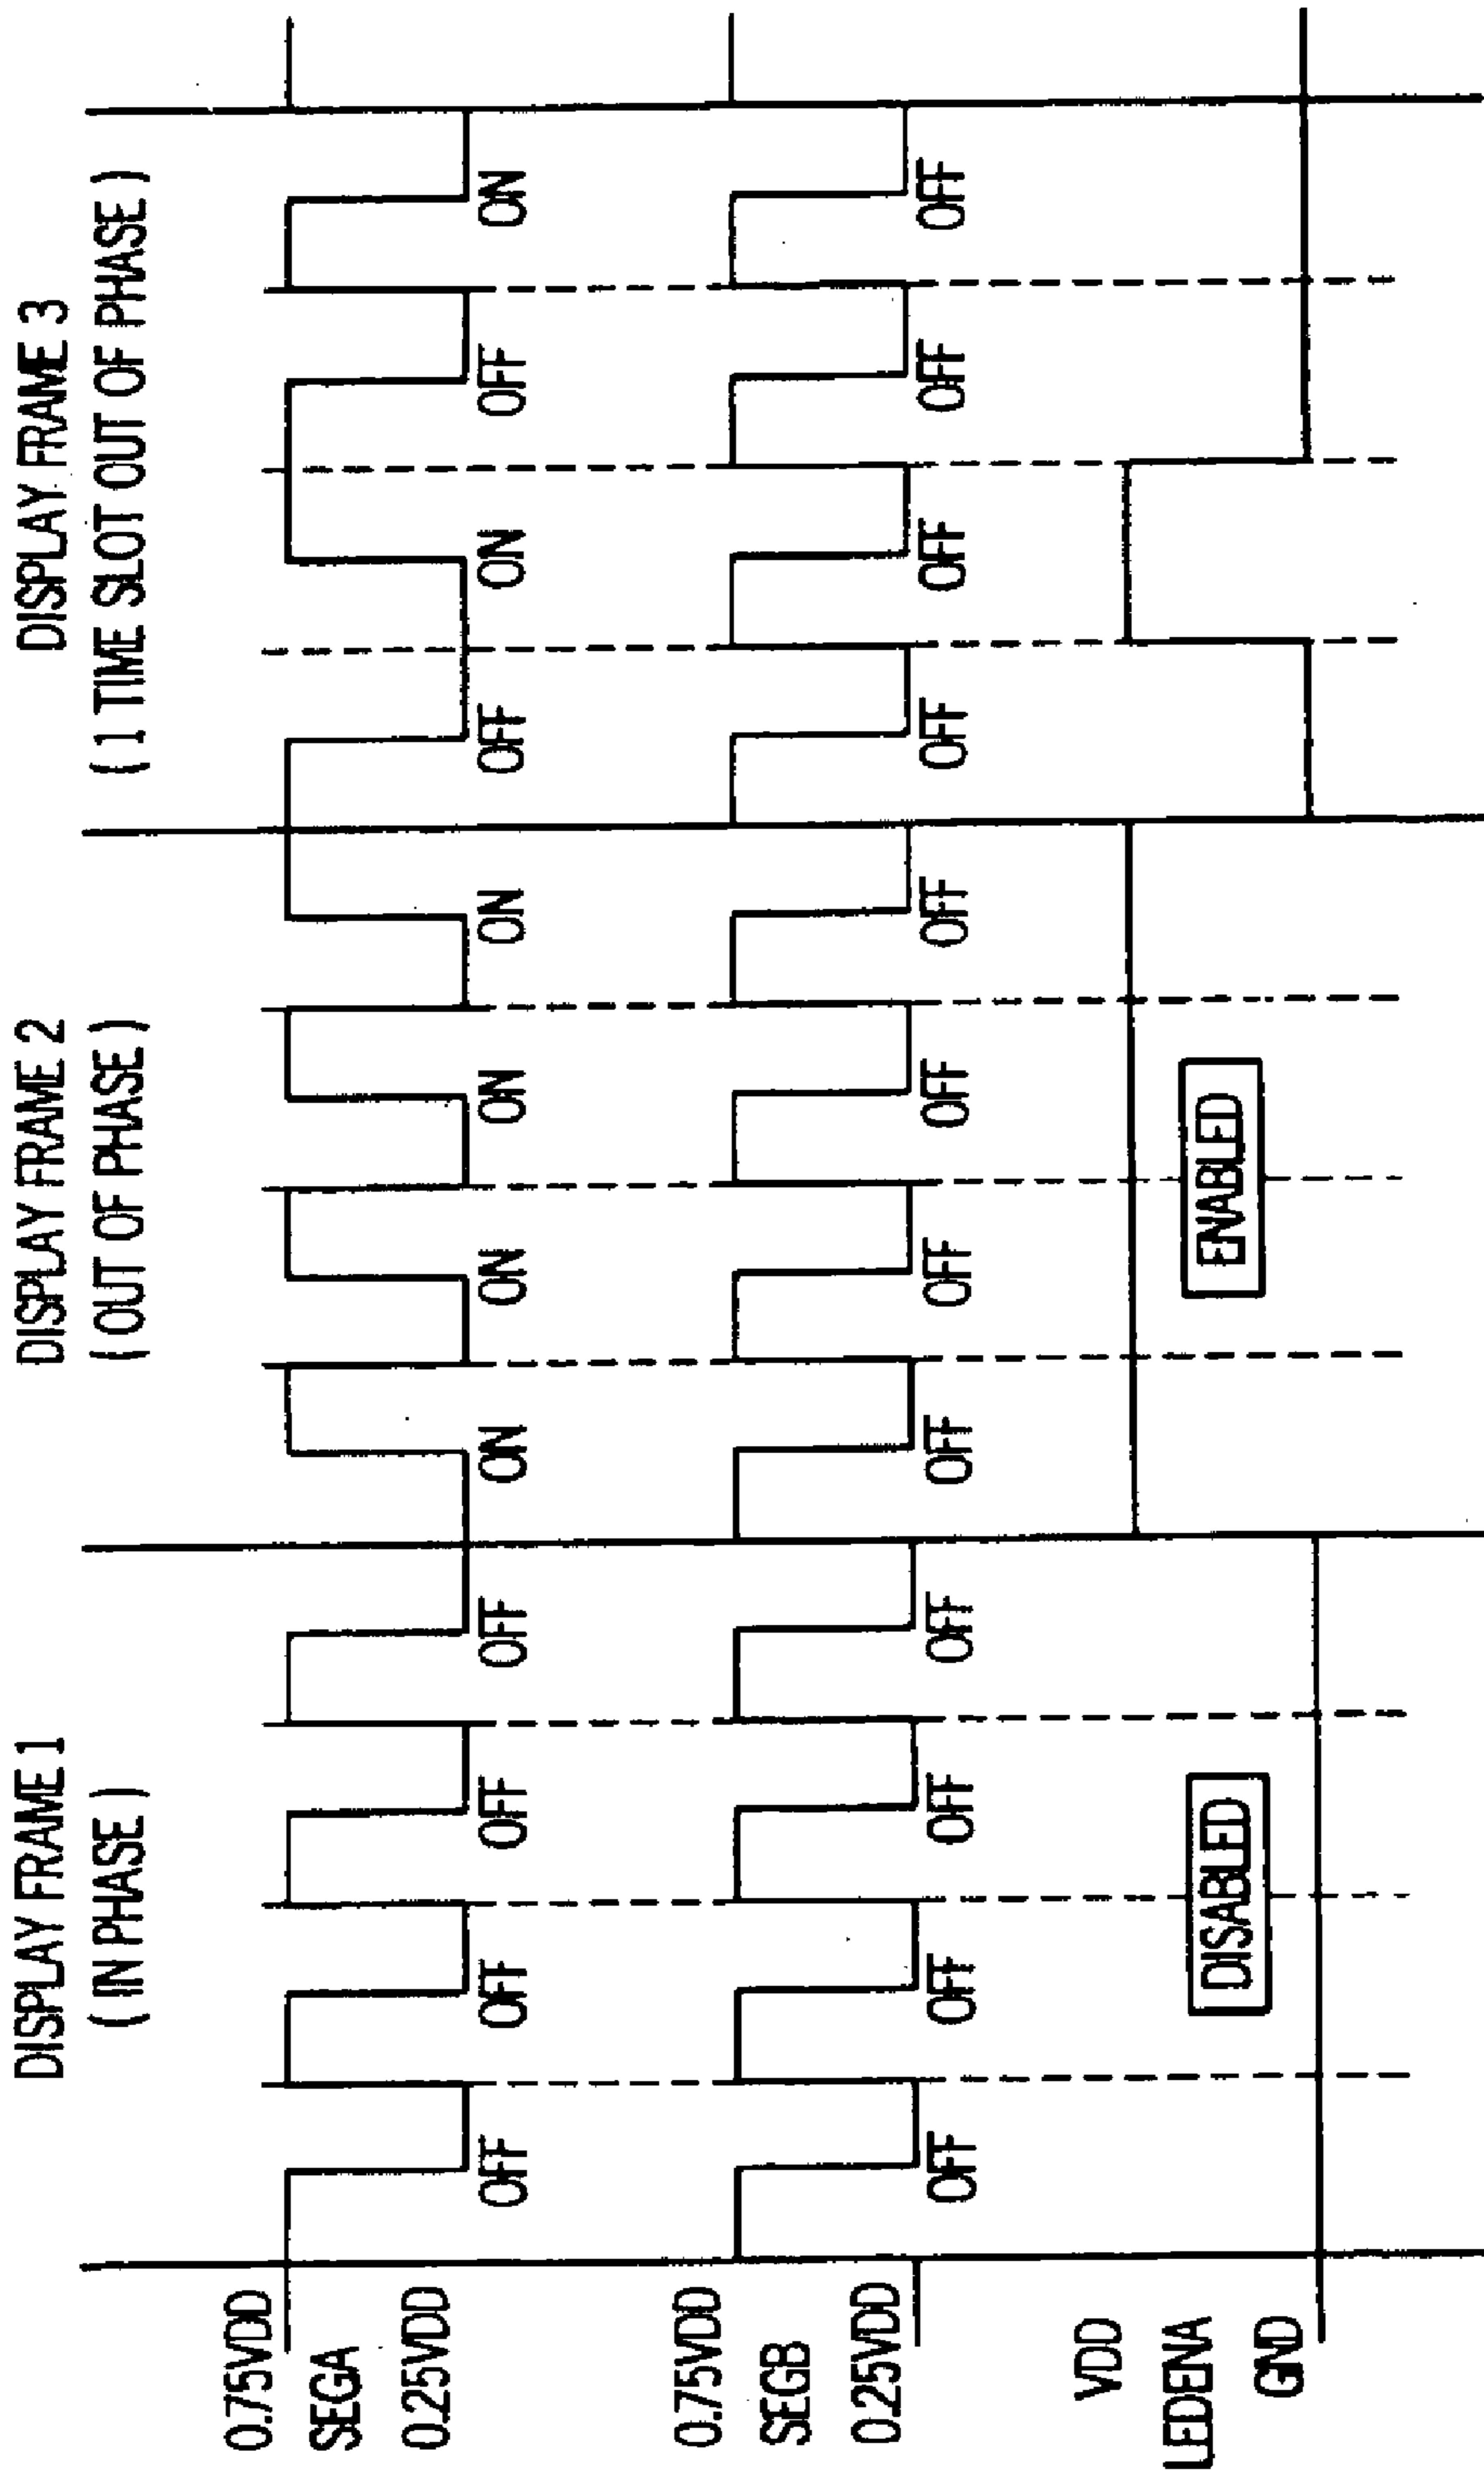 DISPLAY FRAME 1
( IN PHASE )
DISPLAY FRAME 2
( OUT OF PHASE )
DISPLAY FRAME 3
( 1 TIME SLOT OUT OF PHASE )
0.75VDD
SEGA
0.25VDD
OFF OFF OFF OFF ON ON ON ON OFF ON OFF ON
0.75VDD
SEGB
0.25VDD
OFF OFF OFF OFF OFF OFF OFF OFF OFF OFF OFF OFF
VDD
LEDENA
GND
DISABLED
ENABLED